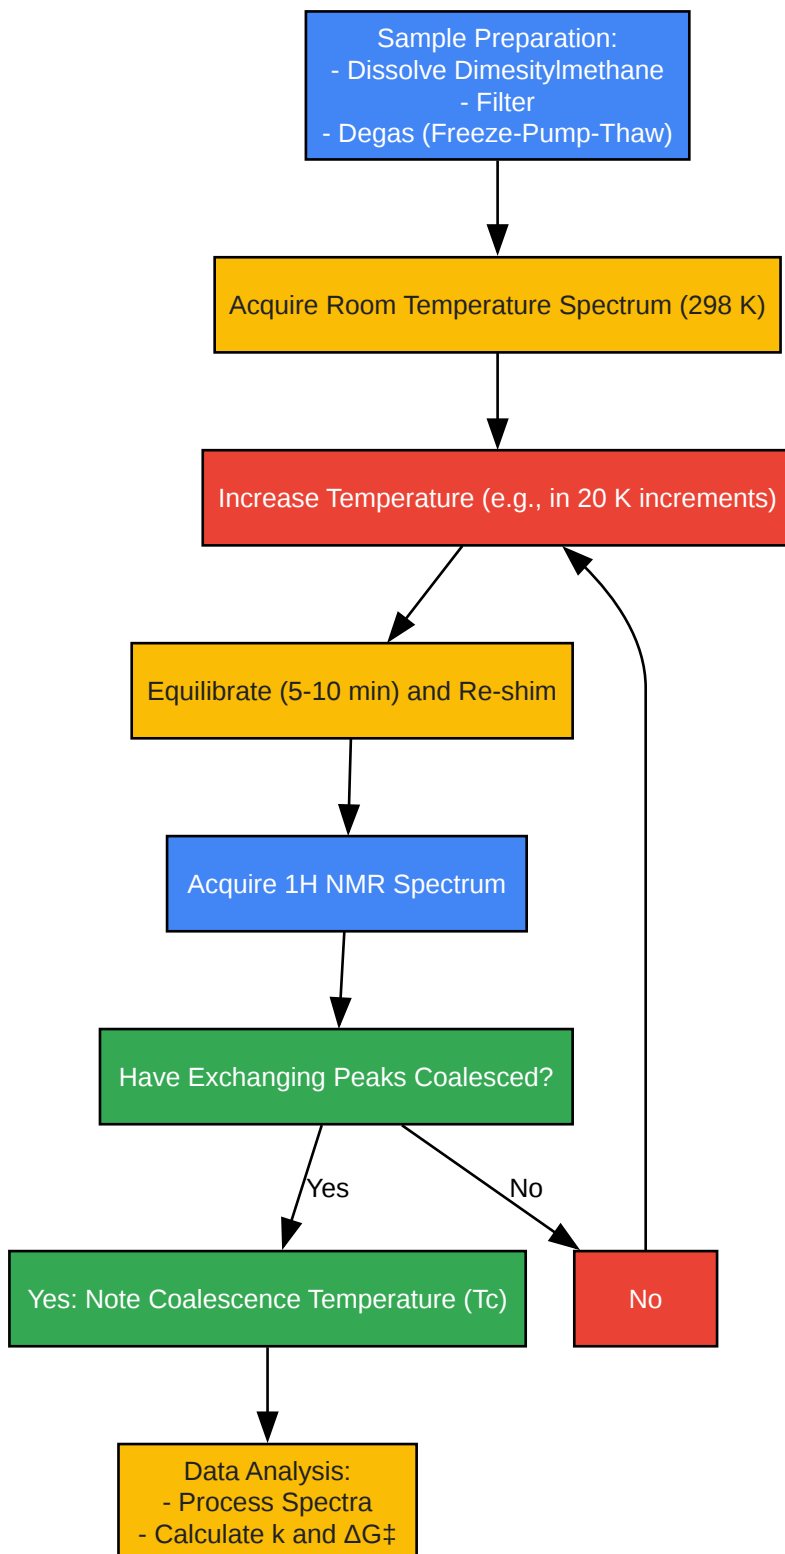 Sample Preparation:
- Dissolve Dimesitylmethane
- Filter
- Degas (Freeze-Pump-Thaw)
Acquire Room Temperature Spectrum (298 K)
Increase Temperature (e.g., in 20 K increments)
Equilibrate (5-10 min) and Re-shim
Acquire 1H NMR Spectrum
Have Exchanging Peaks Coalesced?
Yes
No
Yes: Note Coalescence Temperature (Tc)
No
Data Analysis:
- Process Spectra
- Calculate k and ΔG‡